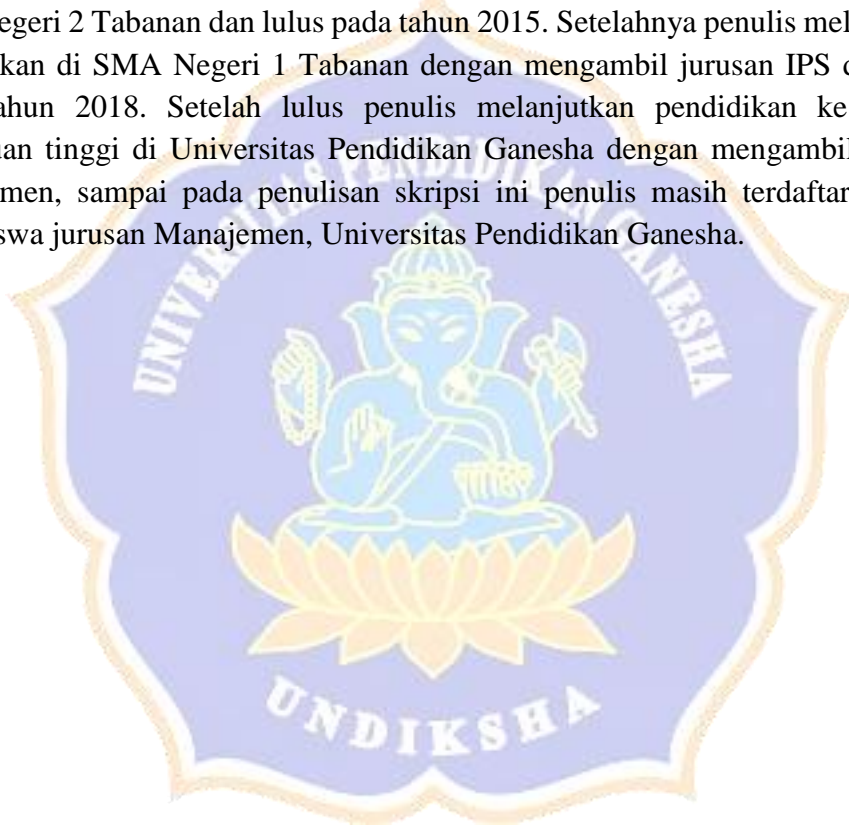 egeri 2 Tabanan dan lulus pada tahun 2015. Setelahnya penulis mel
kan di SMA Negeri 1 Tabanan dengan mengambil jurusan IPS d
ahun 2018. Setelah lulus penulis melanjutkan pendidikan ke
uan tinggi di Universitas Pendidikan Ganesha dengan mengambil
men, sampai pada penulisan skripsi ini penulis masih terdaftar
swa jurusan Manajemen, Universitas Pendidikan Ganesha.
UNIVERSITAS PENDIDIKAN GANESHA
UNDIKSHA